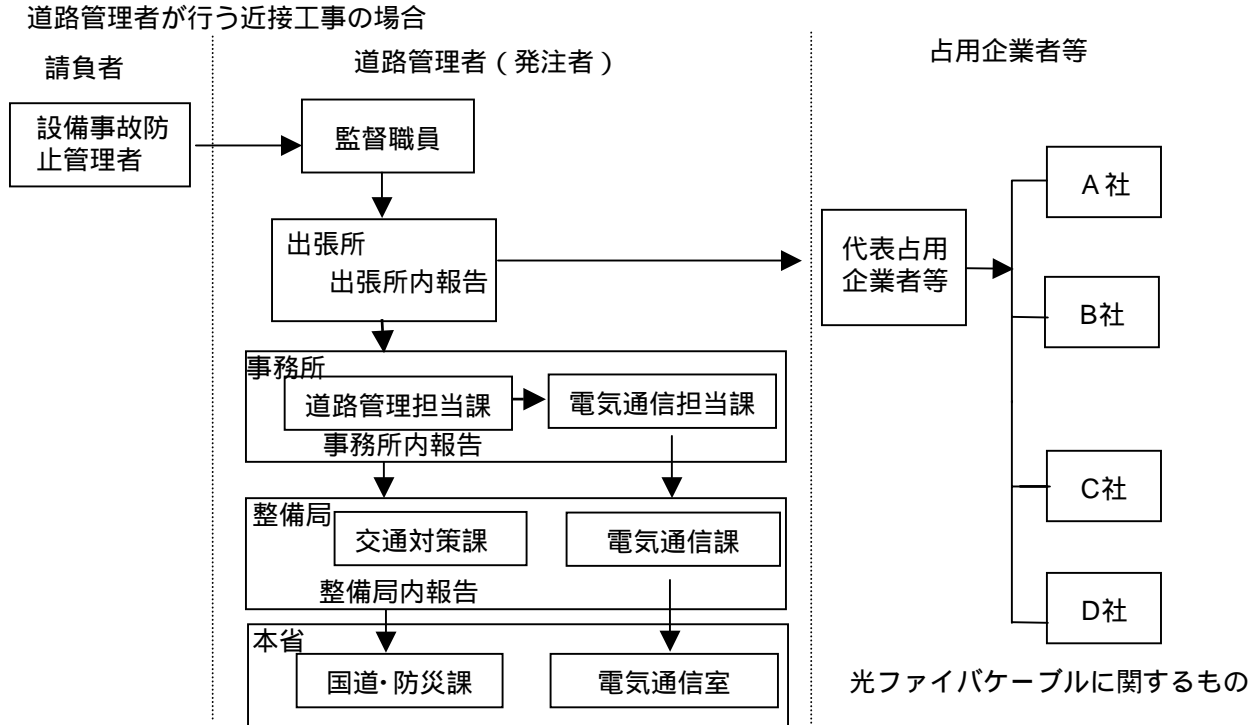 道路管理者が行う近接工事の場合
請負者
道路管理者（発注者）
占用企業者等
設備事故防
止管理者
監督職員
出張所
出張所内報告
代表占用
企業者等
A社
B社
C社
D社
事務所
道路管理担当課
電気通信担当課
事務所内報告
整備局
交通対策課
電気通信課
整備局内報告
本省
国道・防災課
電気通信室
光ファイバケーブルに関するもの